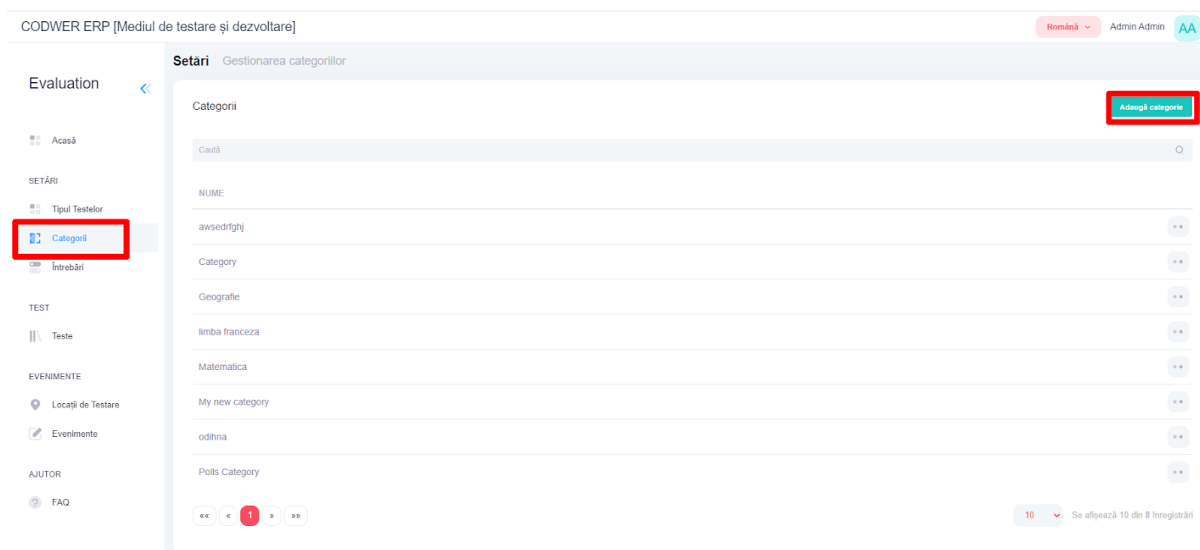 CODWER ERP [Mediul de testare și dezvoltare]
Română
Admin Admin
AA
Evaluation
Acasă
SETĂRI
Tipul Testelor
Categorii
Întrebări
TEST
Teste
EVENIMENTE
Locații de Testare
Evenimente
AJUTOR
FAQ
Setări Gestionarea categoriilor
Categorii
Adaugă categorie
Caută
NUME
awsedrfghj
Category
Geografie
limba franceza
Matematica
My new category
odihna
Polls Category
«« « 1 » »»
10
Se afișează 10 din 8 înregistrări